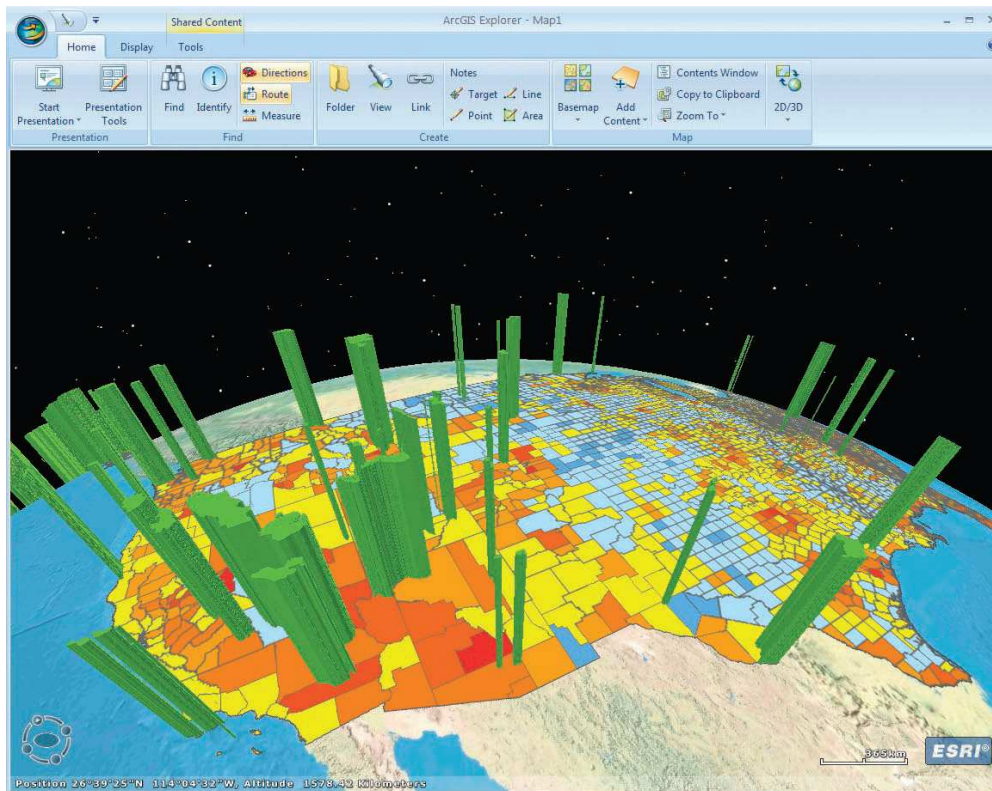 Shared Content
ArcGIS Explorer - Map1
Home Display Tools
Start Presentation
Presentation Tools
Presentation
Find
Identify
Directions
Route
Measure
Find
Folder
View
Link
Notes
Target Line
Point Area
Create
Basemap
Add Content
Contents Window
Copy to Clipboard
Zoom To
2D/3D
Map
365km
ESRI®
Position 26°39'25"N 114°04'32"W, Altitude 1578.42 Kilometers